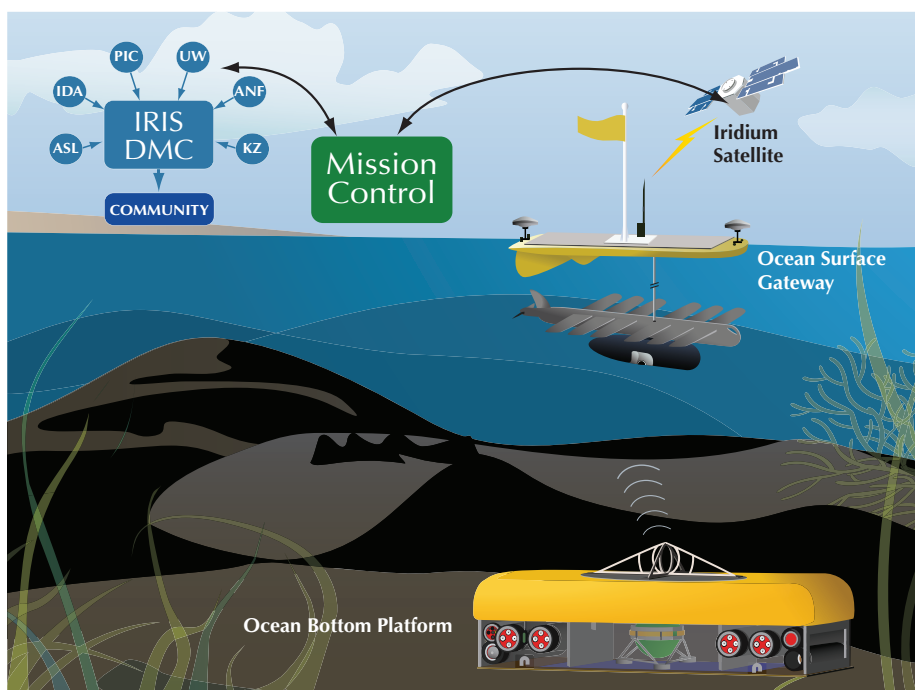 PIC
UW
IDA
ANF
IRIS
DMC
ASL
KZ
COMMUNITY
Mission
Control
Iridium
Satellite
Ocean Surface
Gateway
Ocean Bottom Platform